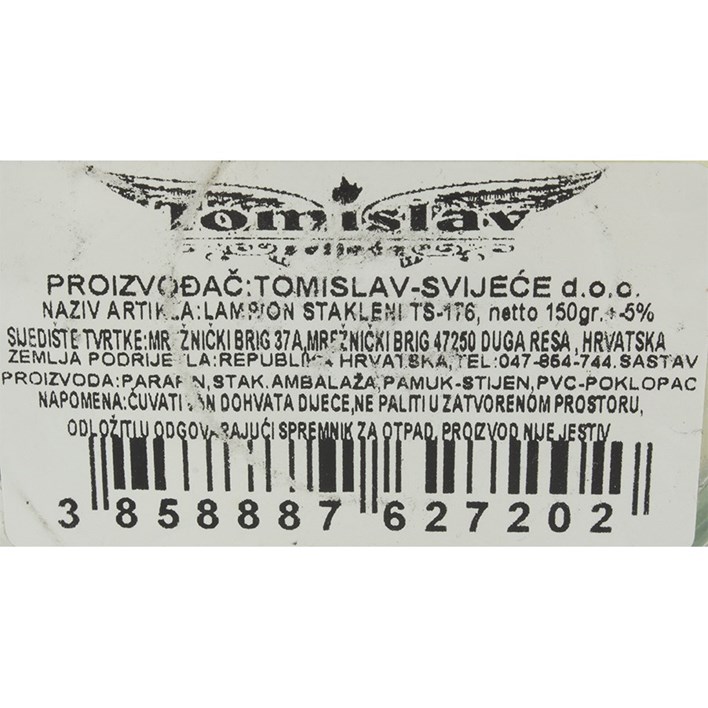 Tomislav
svijeće
PROIZVOĐAČ:TOMISLAV-SVIJEĆE d.o.o.
NAZIV ARTIKLA:LAMPION STAKLENI TS-176, netto 150gr.+-5%
SJEDIŠTE TVRTKE:MREŽNIČKI BRIG 37A,MREŽNIČKI BRIG 47250 DUGA RESA , HRVATSKA
ZEMLJA PODRIJETLA:REPUBLIKA HRVATSKA,TEL:047-864-744.SASTAV
PROIZVODA:PARAFIN,STAK.AMBALAŽA,PAMUK-STIJEN,PVC-POKLOPAC
NAPOMENA:ČUVATI VAN DOHVATA DIJECE,NE PALITI U ZATVORENOM PROSTORU,
ODLOŽITI U ODGOVARAJUĆI SPREMNIK ZA OTPAD, PROIZVOD NIJE JESTIV
3 858887 627202